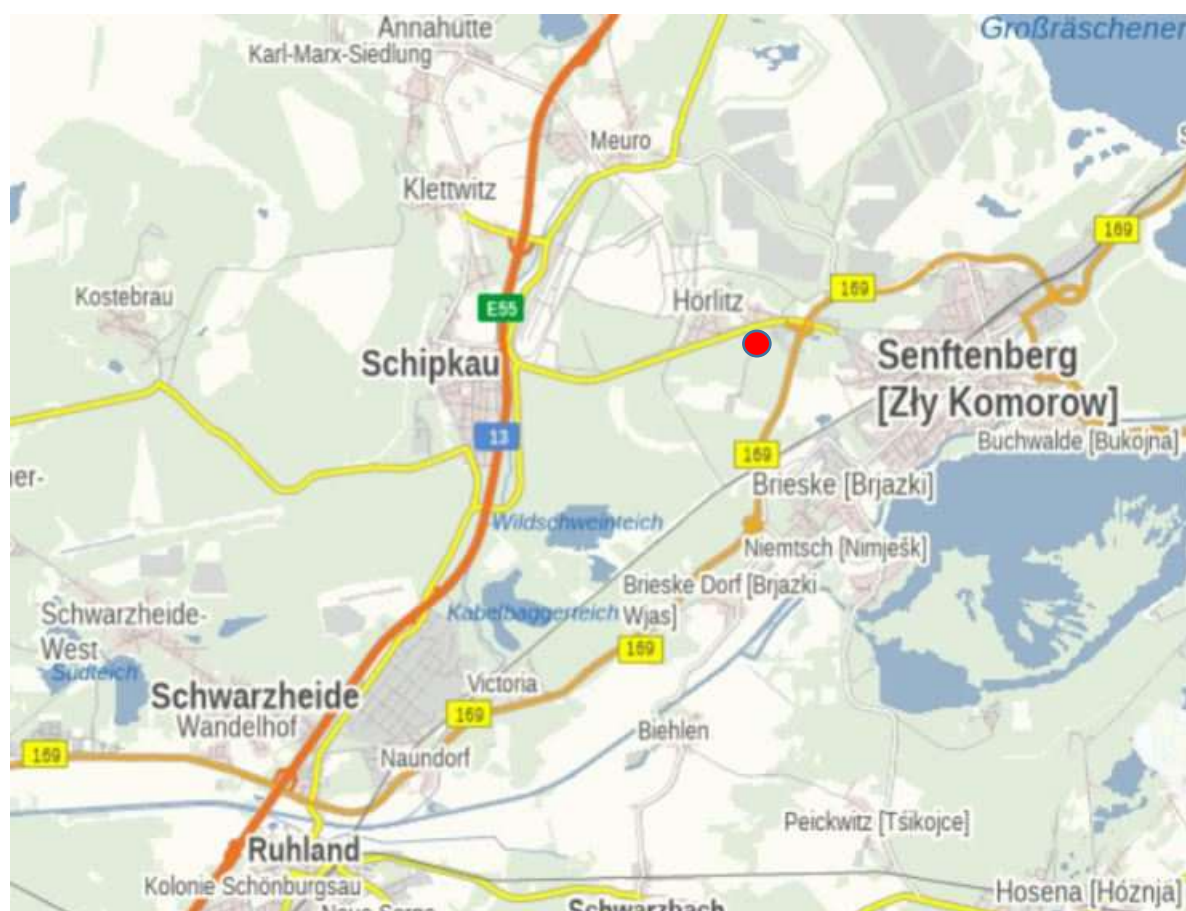 Annahütte
Großräschener
Karl-Marx-Siedlung
Meuro
Klettwitz
169
169
Kostebrau
E55
Hörlitz
Schipkau
Senftenberg
[Zły Komorow]
13
Buchwalde [Bukojna]
169
Brieske [Brjazki]
Wildschweinteich
Niemtsch [Nimješk]
Brieske Dorf [Brjazki
Wjas]
Schwarzheide-
West
Kabelbaggerteich
169
Südteich
Victoria
Schwarzheide
Wandelhof
169
Biehlen
169
Naundorf
Peickwitz [Tšikojce]
Ruhland
Kolonie Schönburgsau
Hosena [Hóznja]
Schwarzbach